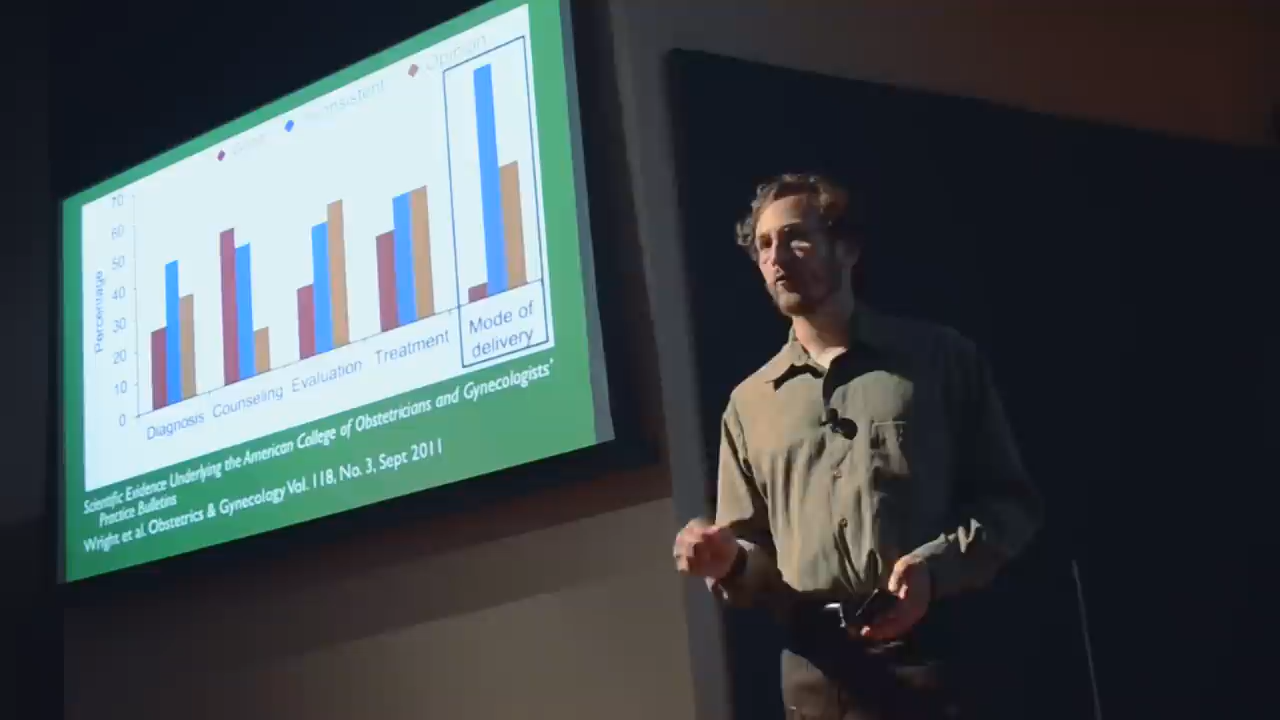 Opinion
70
60
50
40
30
20
10
0
Percentage
Diagnosis Counseling Evaluation Treatment
Mode of
delivery
Scientific Evidence Underlying the American College of Obstetricians and Gynecologists'
Practice Bulletins
Wright et al. Obstetrics & Gynecology Vol. 118, No. 3, Sept 2011